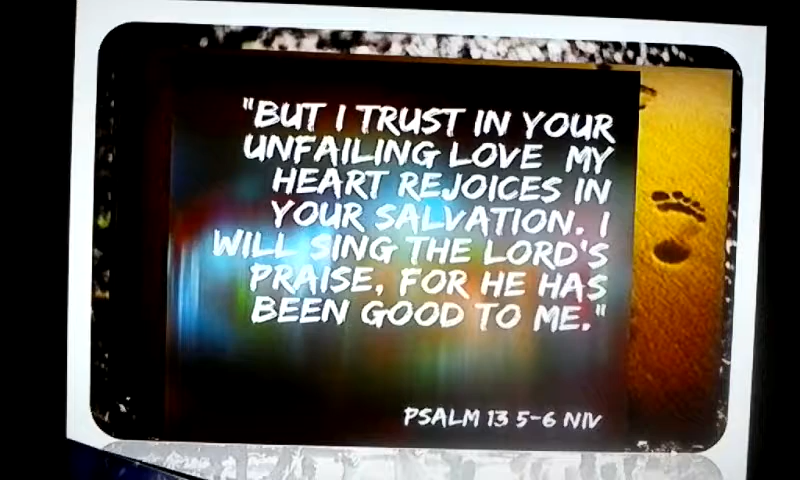 "BUT I TRUST IN YOUR
UNFAILING LOVE MY
HEART REJOICES IN
YOUR SALVATION. I
WILL SING THE LORD'S
PRAISE, FOR HE HAS
BEEN GOOD TO ME."
PSALM 13 5-6 NIV